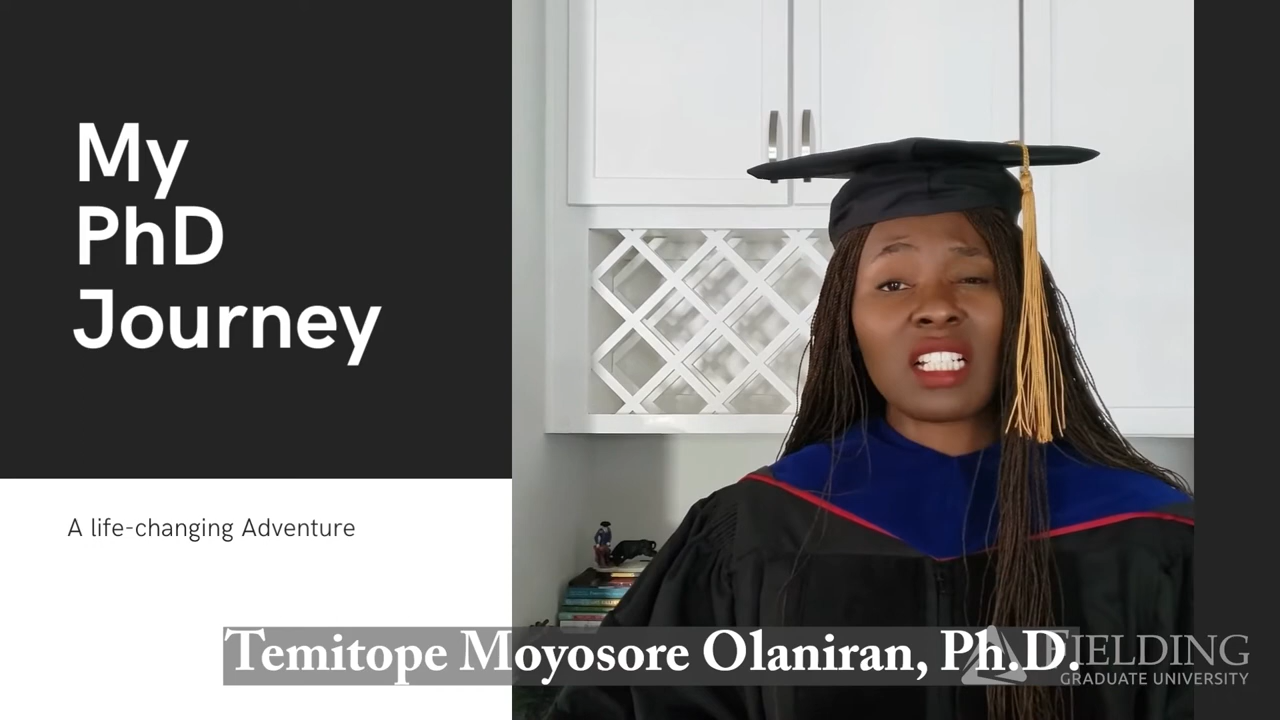 My
PhD
Journey
A life-changing Adventure
Temitope Moyosore Olaniran, Ph.D.
FIELDING
GRADUATE UNIVERSITY